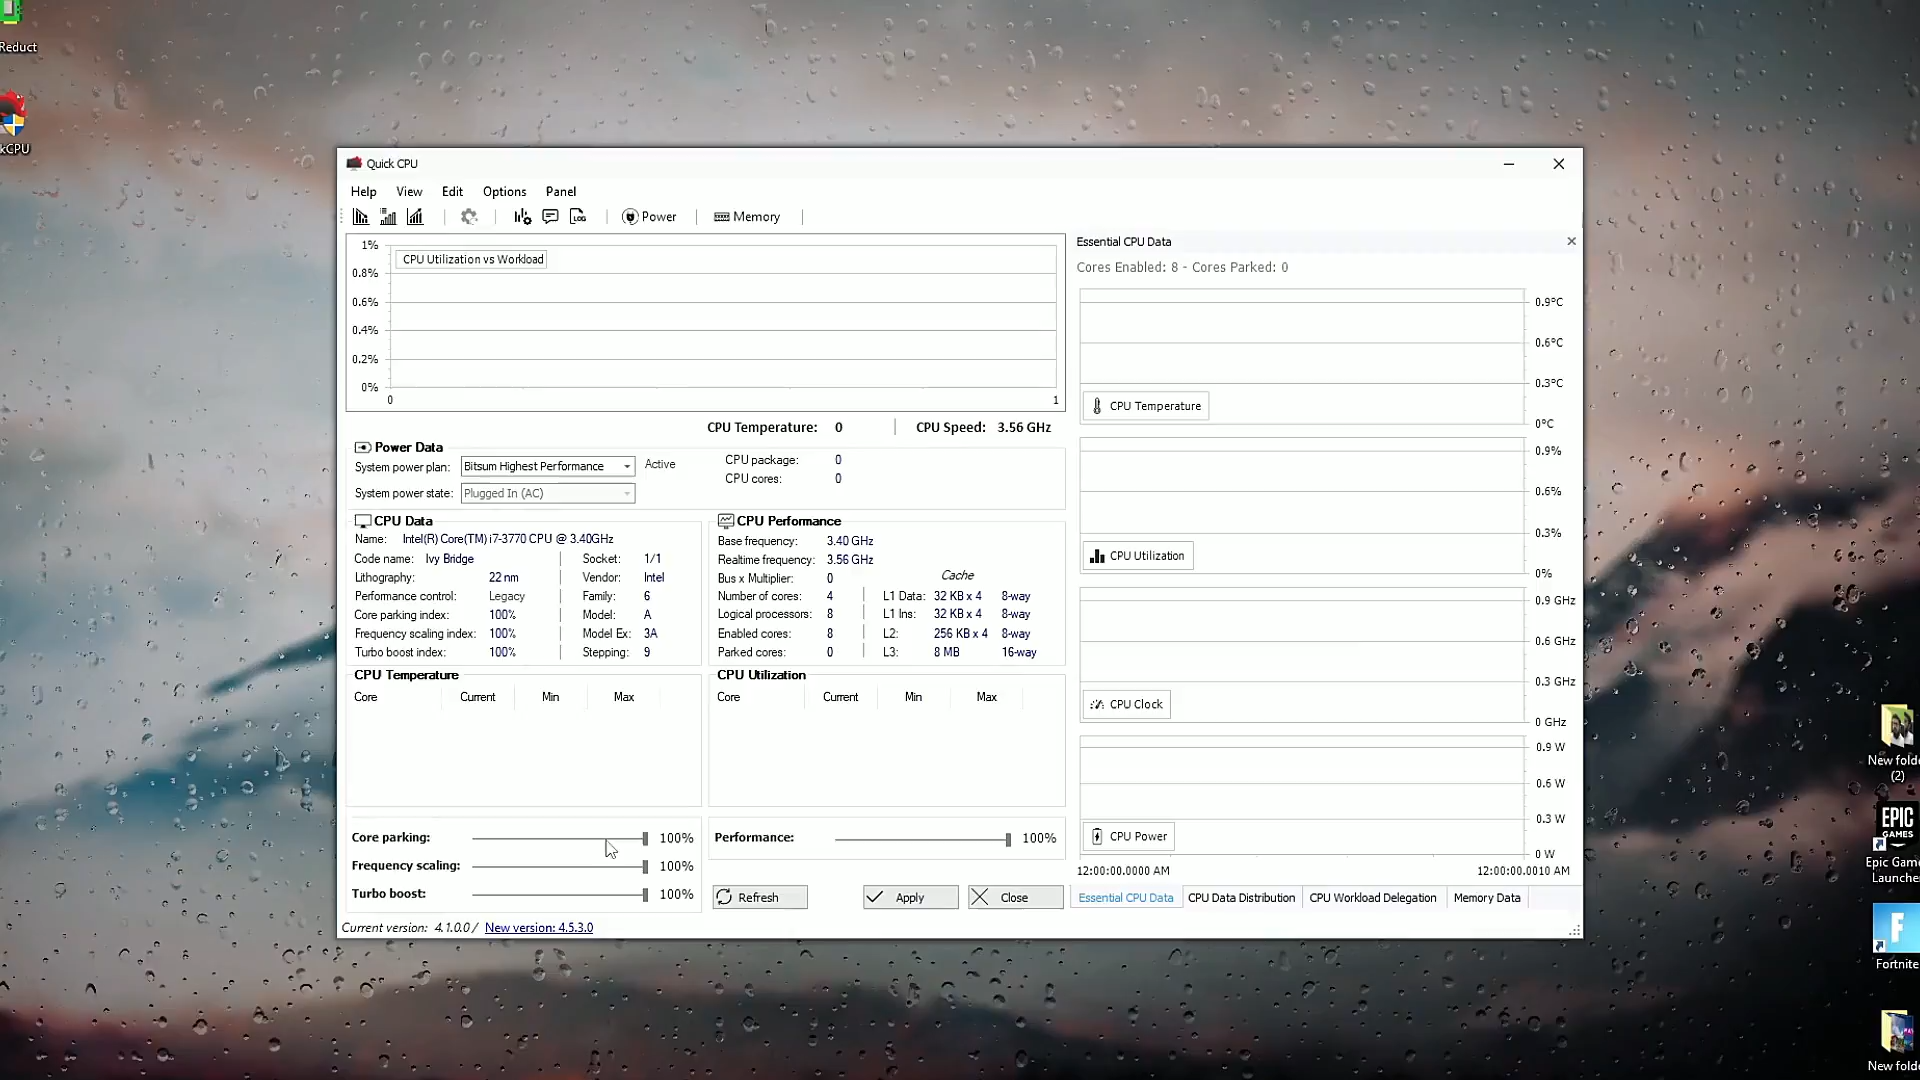 Reduct
kCPU
Quick CPU
Help View Edit Options Panel
LOG Power Memory
1%
0.8%
0.6%
0.4%
0.2%
0%
CPU Utilization vs Workload
0 1
CPU Temperature: 0 CPU Speed: 3.56 GHz
Power Data
System power plan: Bitsum Highest Performance Active
System power state: Plugged In (AC)
CPU package: 0
CPU cores: 0
CPU Data
Name: Intel(R) Core(TM) i7-3770 CPU @ 3.40GHz
Code name: Ivy Bridge Socket: 1/1
Lithography: 22 nm Vendor: Intel
Performance control: Legacy Family: 6
Core parking index: 100% Model: A
Frequency scaling index: 100% Model Ex: 3A
Turbo boost index: 100% Stepping: 9
CPU Performance
Base frequency: 3.40 GHz
Realtime frequency: 3.56 GHz
Bus x Multiplier: 0 Cache
Number of cores: 4 L1 Data: 32 KB x 4 8-way
Logical processors: 8 L1 Ins: 32 KB x 4 8-way
Enabled cores: 8 L2: 256 KB x 4 8-way
Parked cores: 0 L3: 8 MB 16-way
CPU Temperature
Core Current Min Max
CPU Utilization
Core Current Min Max
Core parking: 100%
Frequency scaling: 100%
Turbo boost: 100%
Performance: 100%
Refresh Apply Close
Current version: 4.1.0.0 / New version: 4.5.3.0
Essential CPU Data
Cores Enabled: 8 - Cores Parked: 0
0.9°C
0.6°C
0.3°C
0°C
CPU Temperature
0.9%
0.6%
0.3%
0%
CPU Utilization
0.9 GHz
0.6 GHz
0.3 GHz
0 GHz
CPU Clock
0.9 W
0.6 W
0.3 W
0 W
CPU Power
12:00:00.0000 AM 12:00:00.0010 AM
Essential CPU Data CPU Data Distribution CPU Workload Delegation Memory Data
New folde
(2)
EPIC
GAMES
Epic Game
Launcher
F
Fortnite
New folde